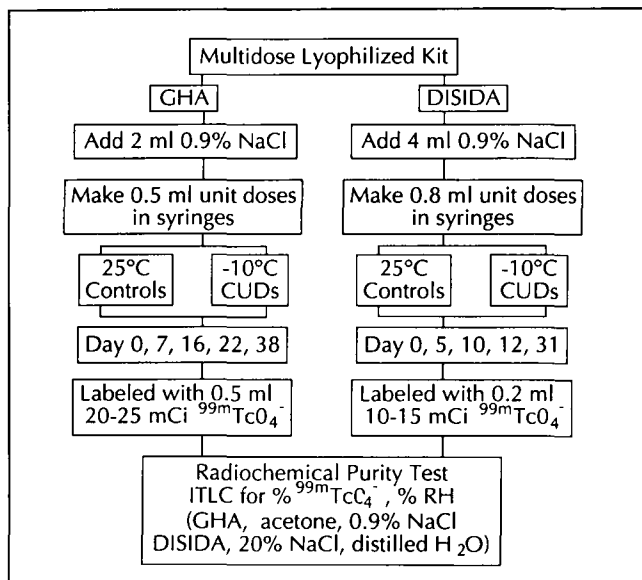 Multidose Lyophilized Kit
GHA
DISIDA
Add 2 ml 0.9% NaCl
Add 4 ml 0.9% NaCl
Make 0.5 ml unit doses
in syringes
Make 0.8 ml unit doses
in syringes
25°C
Controls
-10°C
CUDs
25°C
Controls
-10°C
CUDs
Day 0, 7, 16, 22, 38
Day 0, 5, 10, 12, 31
Labeled with 0.5 ml
20-25 mCi ⁹⁹ᵐTc0₄⁻
Labeled with 0.2 ml
10-15 mCi ⁹⁹ᵐTc0₄⁻
Radiochemical Purity Test
ITLC for % ⁹⁹ᵐTcO₄⁻, % RH
(GHA, acetone, 0.9% NaCl
DISIDA, 20% NaCl, distilled H₂O)